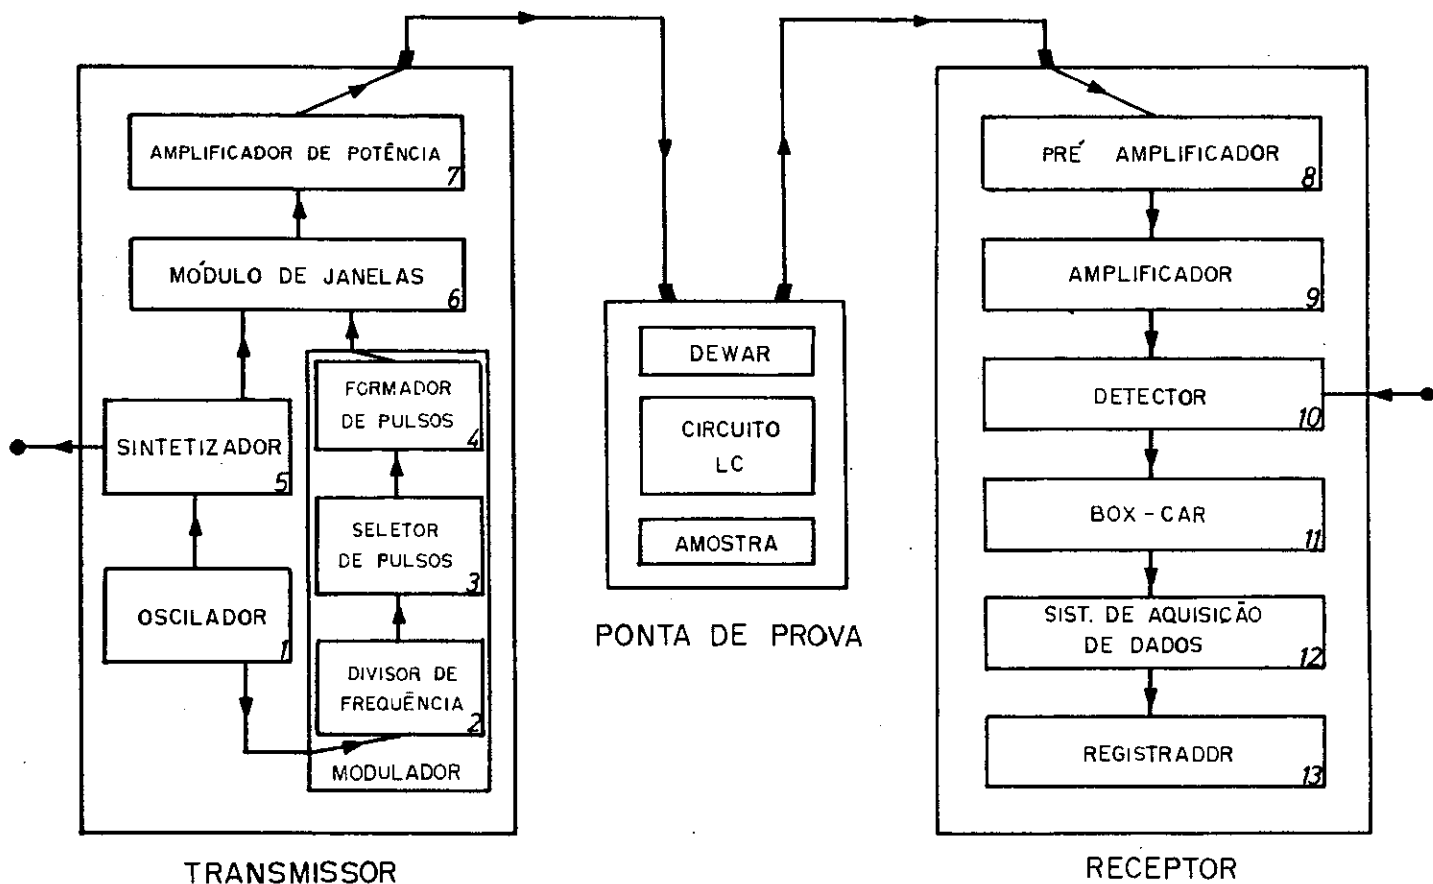 AMPLIFICADOR DE POTÊNCIA
7
MÓDULO DE JANELAS
6
FORMADOR
DE PULSOS
4
SINTETIZADOR
5
SELETOR
DE PULSOS
3
OSCILADOR
1
DIVISOR DE
FREQUÊNCIA
2
MODULADOR
TRANSMISSOR
DEWAR
CIRCUITO
LC
AMOSTRA
PONTA DE PROVA
PRÉ AMPLIFICADOR
8
AMPLIFICADOR
9
DETECTOR
10
BOX-CAR
11
SIST. DE AQUISIÇÃO
DE DADOS
12
REGISTRADOR
13
RECEPTOR